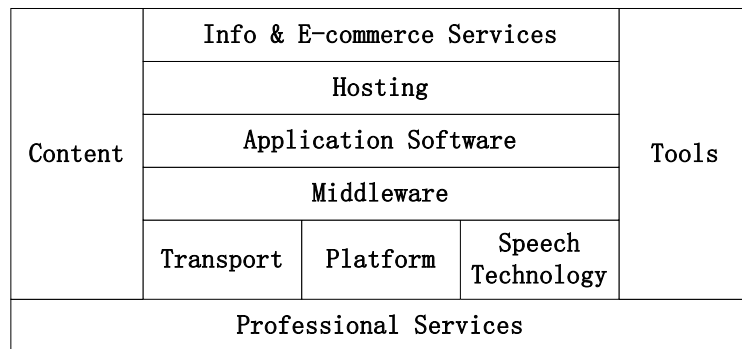 Info & E-commerce Services
Hosting
Application Software
Content
Tools
Middleware
Transport
Platform
Speech
Technology
Professional Services